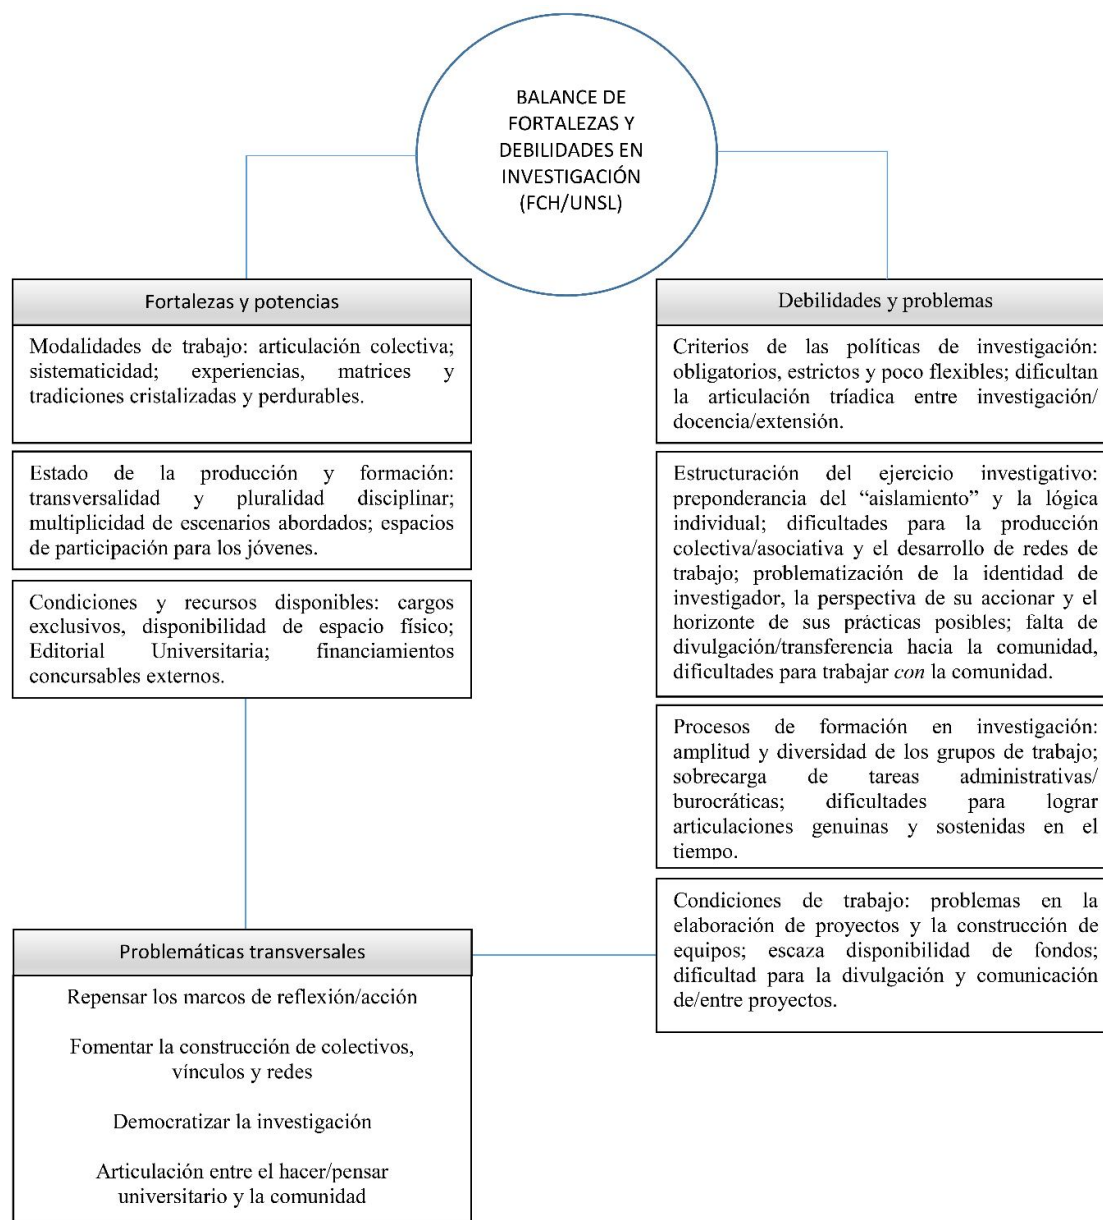 BALANCE DE
FORTALEZAS Y
DEBILIDADES EN
INVESTIGACIÓN
(FCH/UNSL)
Fortalezas y potencias
Modalidades de trabajo: articulación colectiva;
sistematicidad; experiencias, matrices y
tradiciones cristalizadas y perdurables.
Estado de la producción y formación:
transversalidad y pluralidad disciplinar;
multiplicidad de escenarios abordados; espacios
de participación para los jóvenes.
Condiciones y recursos disponibles: cargos
exclusivos, disponibilidad de espacio físico;
Editorial Universitaria; financiamientos
concursables externos.
Debilidades y problemas
Criterios de las políticas de investigación:
obligatorios, estrictos y poco flexibles; dificultan
la articulación tríadica entre investigación/
docencia/extensión.
Estructuración del ejercicio investigativo:
preponderancia del “aislamiento” y la lógica
individual; dificultades para la producción
colectiva/asociativa y el desarrollo de redes de
trabajo; problematización de la identidad de
investigador, la perspectiva de su accionar y el
horizonte de sus prácticas posibles; falta de
divulgación/transferencia hacia la comunidad,
dificultades para trabajar con la comunidad.
Procesos de formación en investigación:
amplitud y diversidad de los grupos de trabajo;
sobrecarga de tareas administrativas/
burocráticas; dificultades para lograr
articulaciones genuinas y sostenidas en el
tiempo.
Condiciones de trabajo: problemas en la
elaboración de proyectos y la construcción de
equipos; escaza disponibilidad de fondos;
dificultad para la divulgación y comunicación
de/entre proyectos.
Problemáticas transversales
Repensar los marcos de reflexión/acción
Fomentar la construcción de colectivos,
vínculos y redes
Democratizar la investigación
Articulación entre el hacer/pensar
universitario y la comunidad